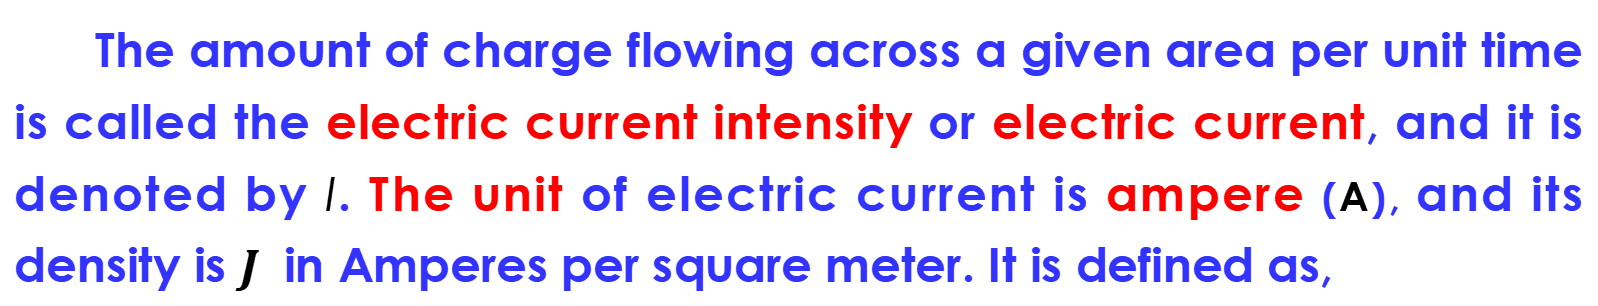 The amount of charge flowing across a given area per unit time
is called the electric current intensity or electric current, and it is
denoted by I. The unit of electric current is ampere (A), and its
density is J in Amperes per square meter. It is defined as,